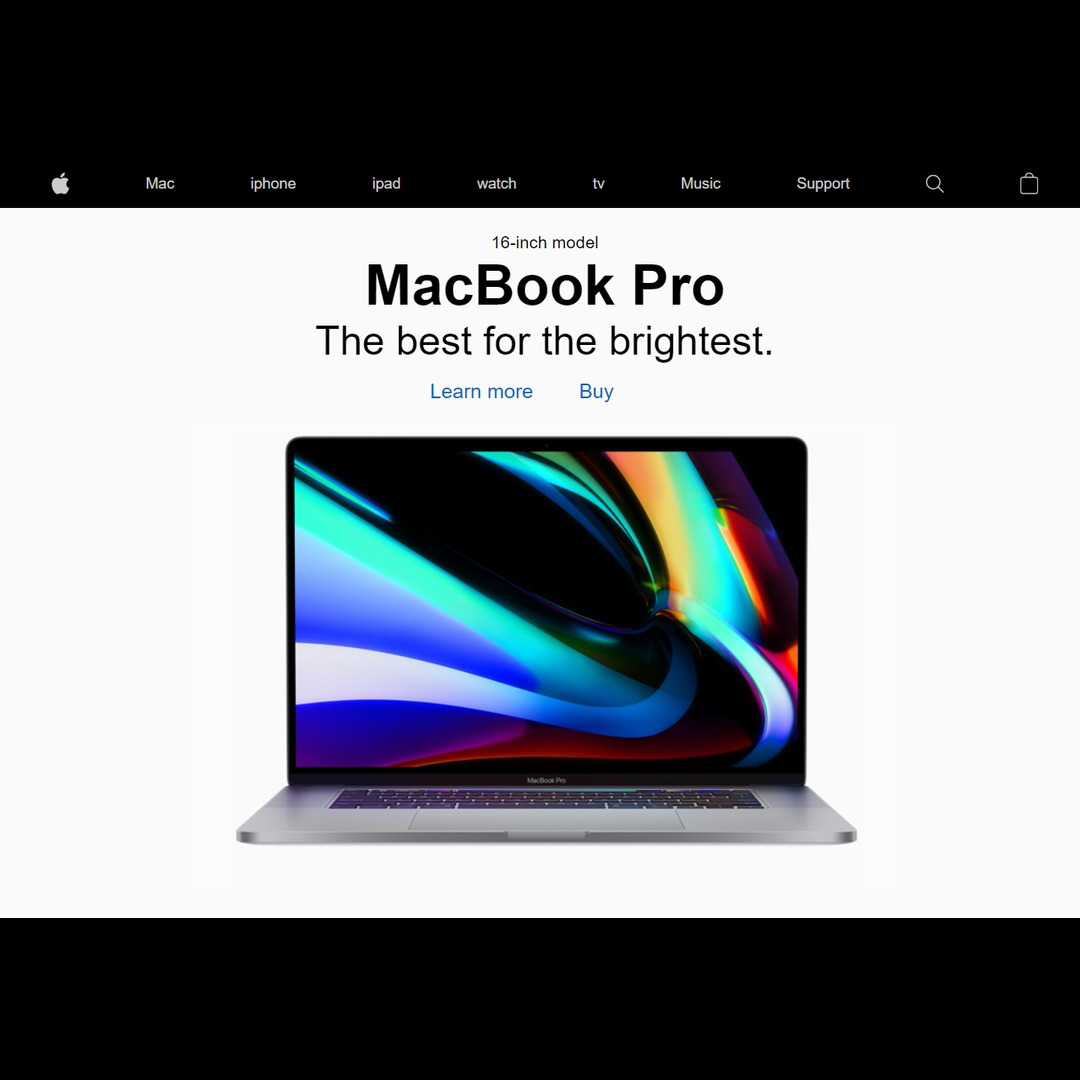 Mac iphone ipad watch tv Music Support
16-inch model
MacBook Pro
The best for the brightest.
Learn more Buy
MacBook Pro